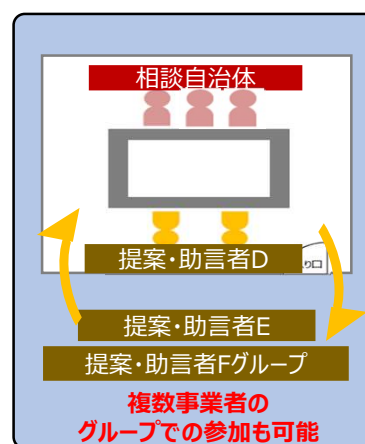 相談自治体
提案・助言者D
提案・助言者E
提案・助言者Fグループ
複数事業者の
グループでの参加も可能